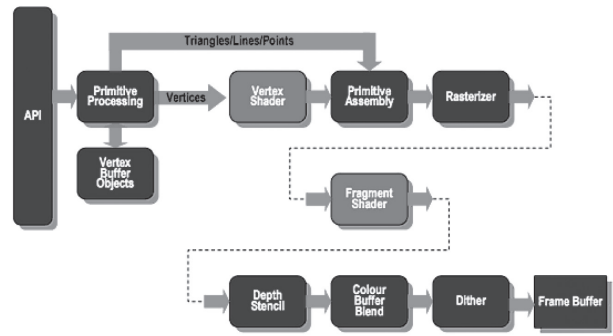 Triangles/Lines/Points
API
Primitive
Processing
Vertices
Vertex
Shader
Primitive
Assembly
Rasterizer
Vertex
Buffer
Objects
Fragment
Shader
Depth
Stencil
Colour
Buffer
Blend
Dither
Frame Buffer